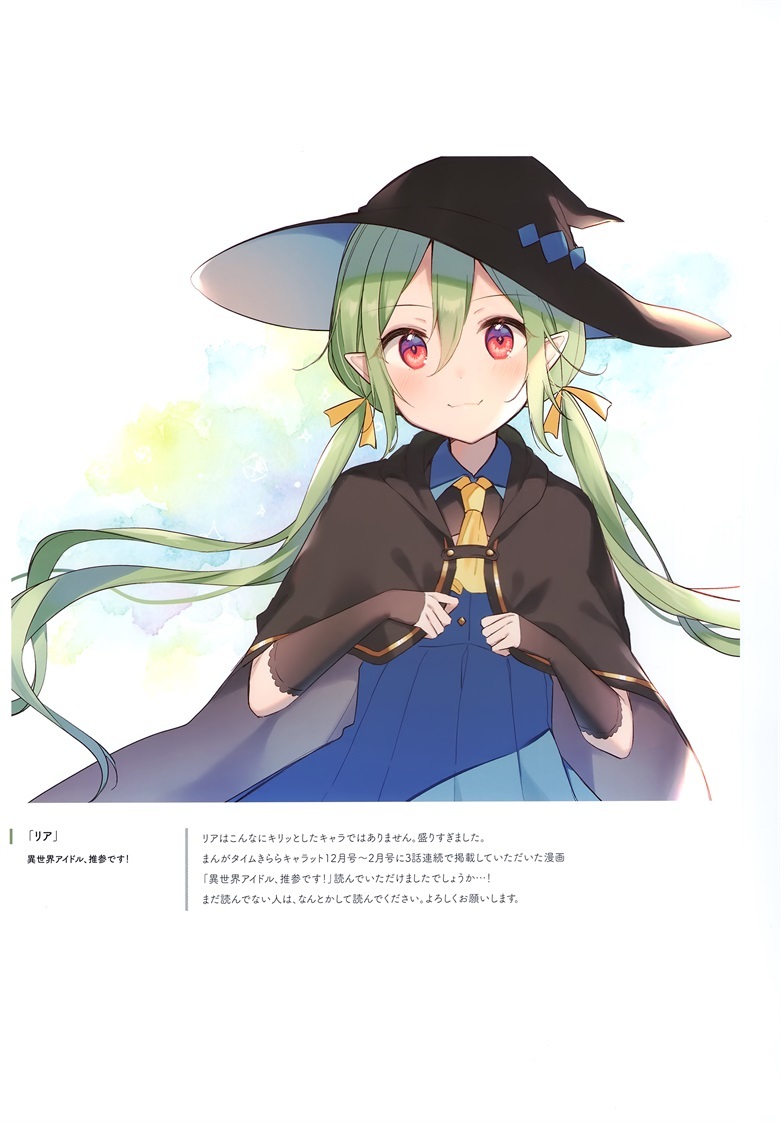 「リア」
異世界アイドル、推参です!
リアはこんなにキリッとしたキャラではありません。盛りすぎました。
まんがタイムきららキャラット12月号～2月号に3話連続で掲載していただいた漫画
「異世界アイドル、推参です!」読んでいただけましたでしょうか…!
まだ読んでない人は、なんとかして読んでください。よろしくお願いします。